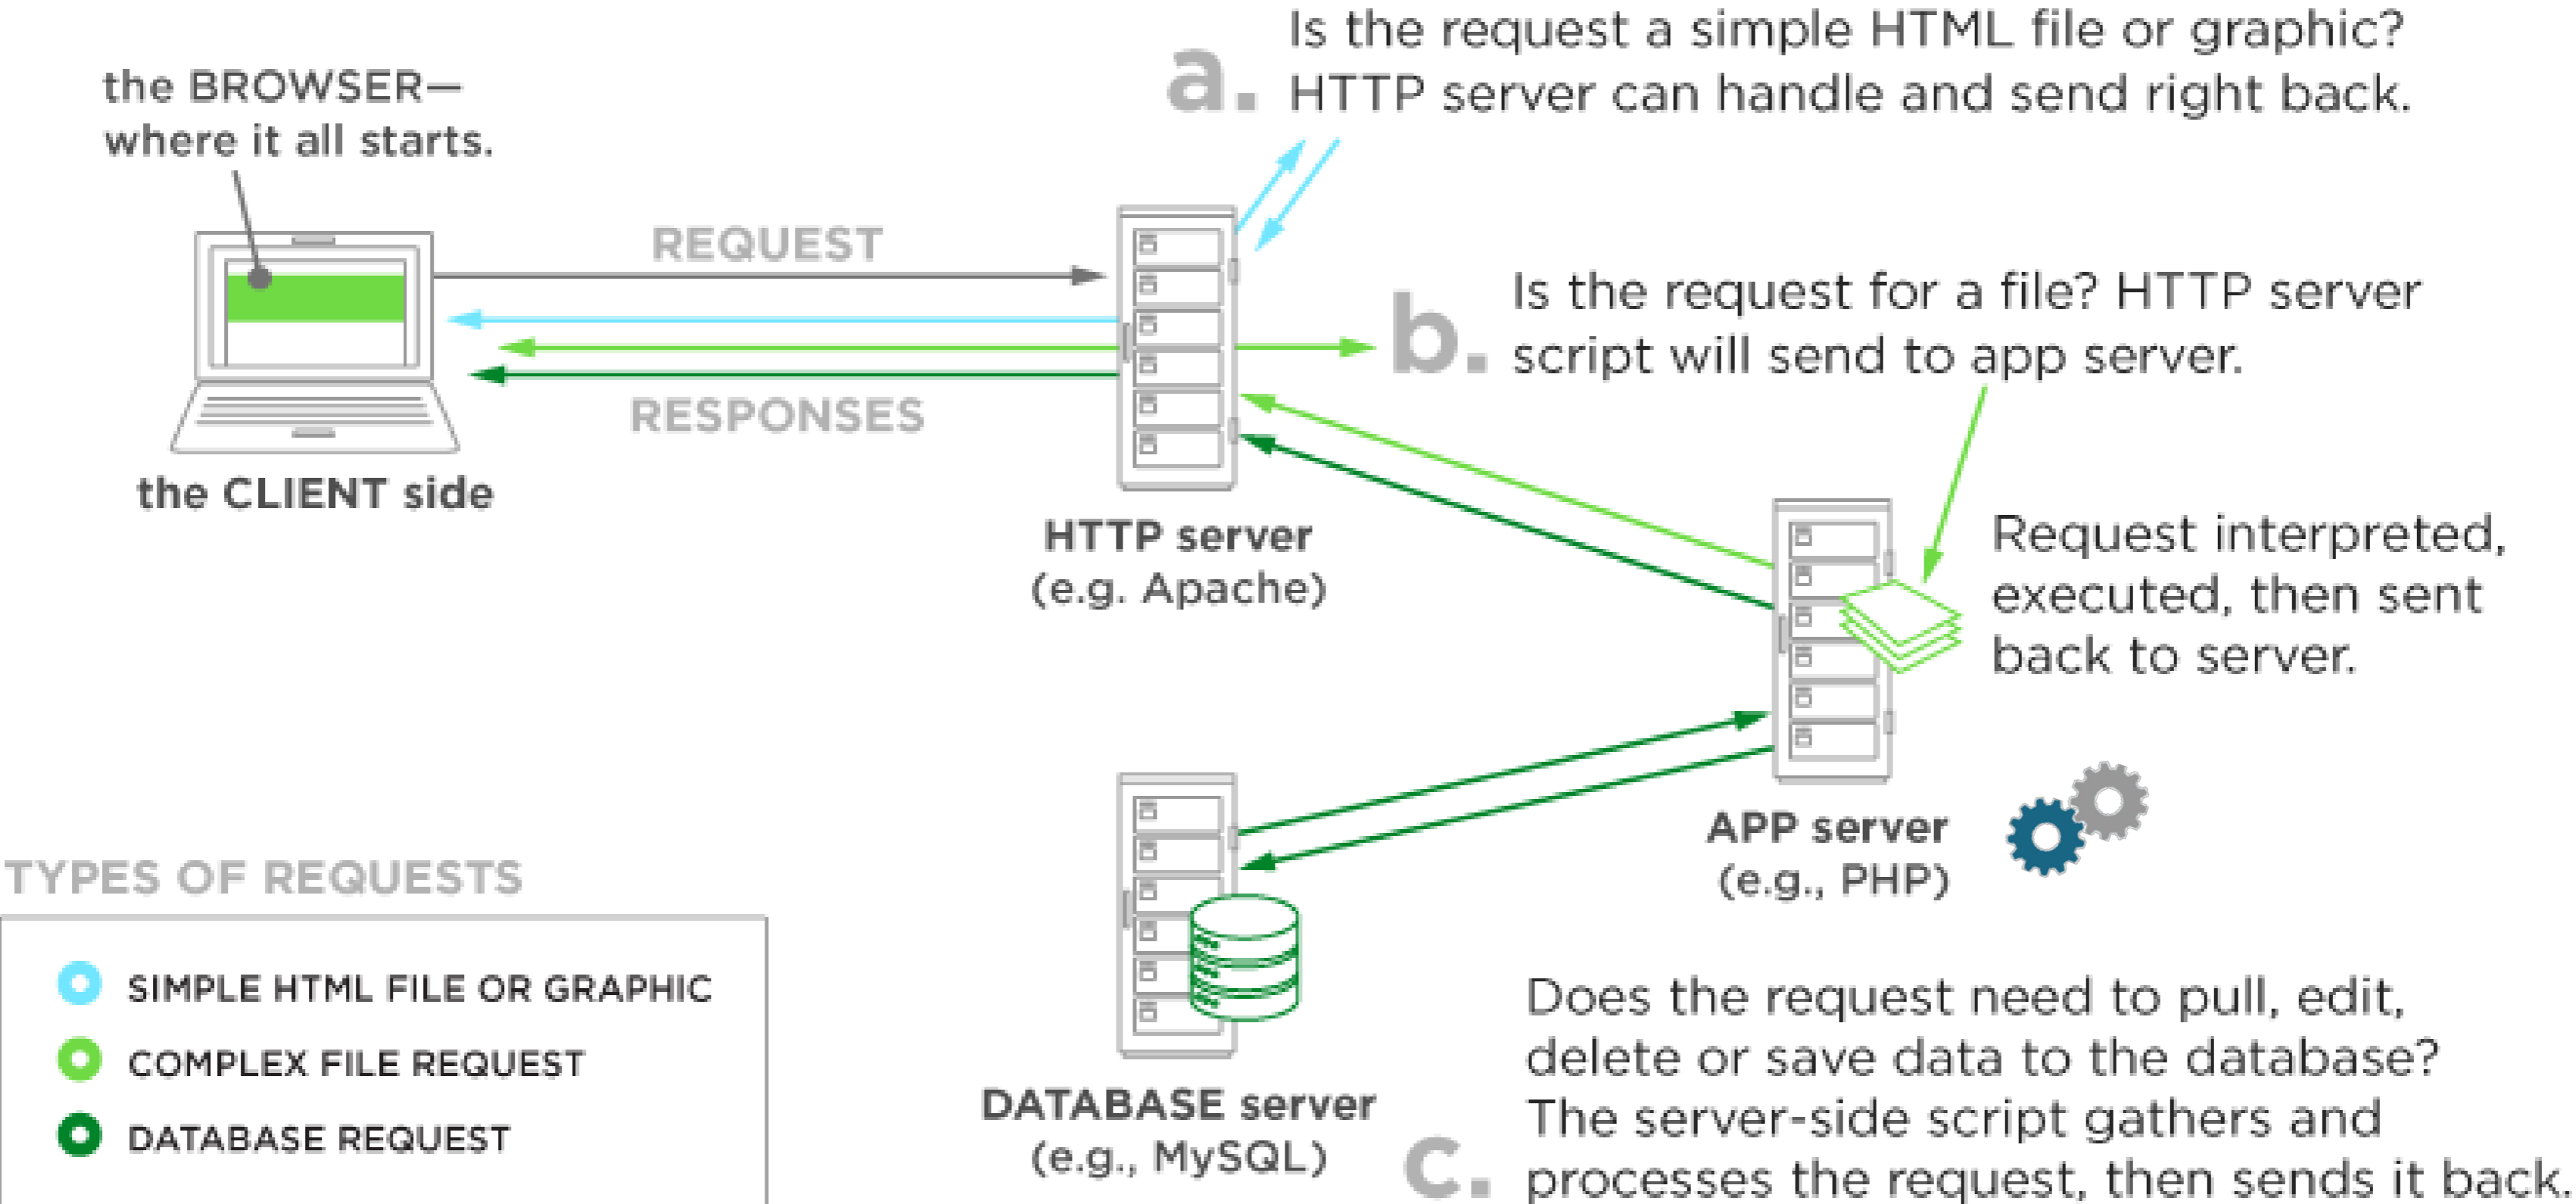 the BROWSER—
where it all starts.
a.
Is the request a simple HTML file or graphic?
HTTP server can handle and send right back.
REQUEST
RESPONSES
the CLIENT side
HTTP server
(e.g. Apache)
b.
Is the request for a file? HTTP server
script will send to app server.
Request interpreted,
executed, then sent
back to server.
APP server
(e.g., PHP)
DATABASE server
(e.g., MySQL)
c.
Does the request need to pull, edit,
delete or save data to the database?
The server-side script gathers and
processes the request, then sends it back.
TYPES OF REQUESTS
SIMPLE HTML FILE OR GRAPHIC
COMPLEX FILE REQUEST
DATABASE REQUEST